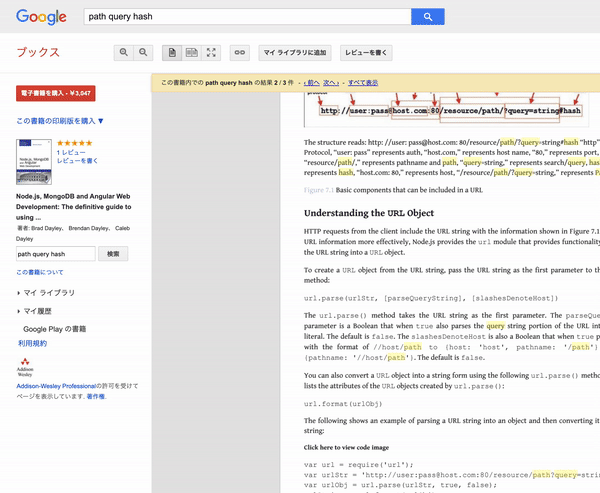 Google
path query hash
ブックス
マイ ライブラリに追加
レビューを書く
電子書籍を購入 - ￥3,047
この書籍の印刷版を購入 ▼
1 レビュー
レビューを書く
Node.js, MongoDB and Angular Web
Development: The definitive guide to
using ...
著者: Brad Dayley、Brendan Dayley、Caleb
Dayley
path query hash
検索
この書籍について
マイ ライブラリ
マイ履歴
Google Play の書籍
利用規約
Addison
Wesley
Addison-Wesley Professionalの許可を受けて
ページを表示しています. 著作権.
この書籍内での path query hash の結果 2 / 3 件 - ‹ 前へ 次へ › - すべて表示
http://user:pass@host.com:80/resource/path/?query=string#hash
The structure reads: http://user: pass@host.com: 80/resource/path/?query=string#hash "http"
Protocol, "user: pass" represents auth, "host.com," represents host name, "80" represents port,
"resource/path/," represents pathname and path, "query=string," represents search/query, hash
represents hash, "host.com: 80," represents host, "/resource/path/?query=string," represents
Figure 7.1 Basic components that can be included in a URL
Understanding the URL Object
HTTP requests from the client include the URL string with the information shown in Figure 7.1
URL information more effectively, Node.js provides the url module that provides functionality
the URL string into a URL object.
To create a URL object from the URL string, pass the URL string as the first parameter to the
method:
url.parse(urlStr, [parseQueryString], [slashesDenoteHost])
The url.parse() method takes the URL string as the first parameter. The parseQuery
parameter is a Boolean that when true also parses the query string portion of the URL int
literal. The default is false. The slashesDenoteHost is also a Boolean that when true p
with the format of //host/path to {host: 'host', pathname: '/path'}
{pathname: '//host/path'}. The default is false.
You can also convert a URL object into a string form using the following url.parse() metho
lists the attributes of the URL objects created by url.parse():
url.format(urlObj)
The following shows an example of parsing a URL string into an object and then converting it
string:
Click here to view code image
var url = require('url');
var urlStr = 'http://user:pass@host.com:80/resource/path?query=stri
var urlObj = url.parse(urlStr, true, false);